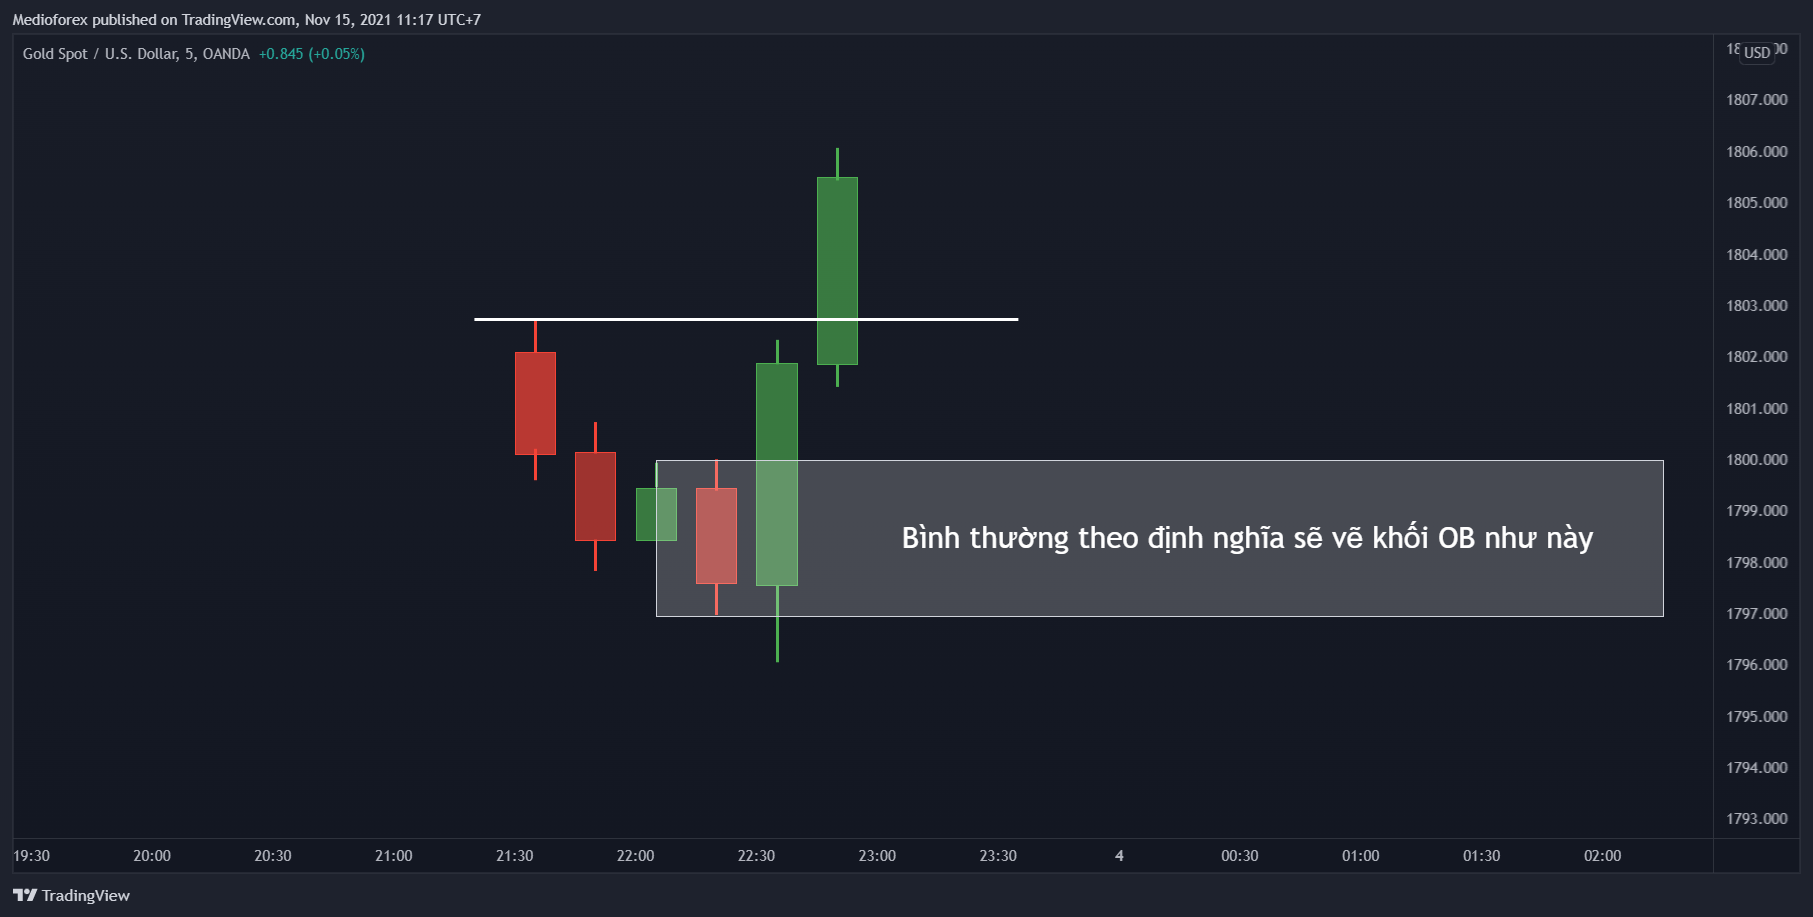 Medioforex published on TradingView.com, Nov 15, 2021 11:17 UTC+7
Gold Spot / U.S. Dollar, 5, OANDA +0.845 (+0.05%)
USD
1807.000
1806.000
1805.000
1804.000
1803.000
1802.000
1801.000
1800.000
1799.000
1798.000
1797.000
1796.000
1795.000
1794.000
1793.000
Bình thường theo định nghĩa sẽ vẽ khối OB như này
19:30 20:00 20:30 21:00 21:30 22:00 22:30 23:00 23:30 4 00:30 01:00 01:30 02:00
TradingView